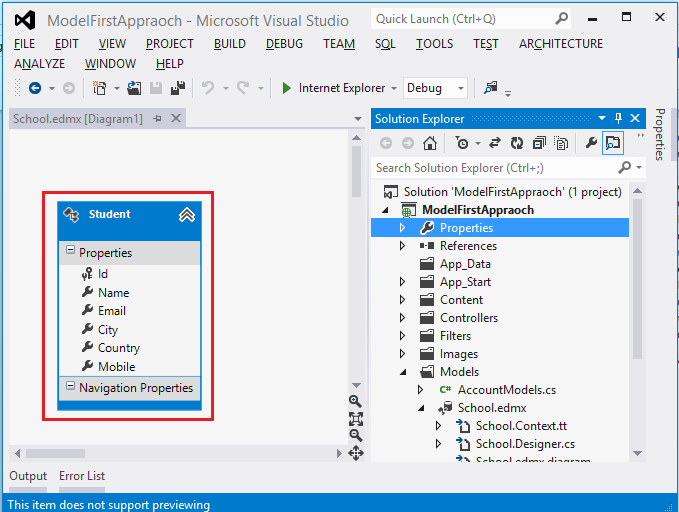 ModelFirstAppraoch - Microsoft Visual Studio
Quick Launch (Ctrl+Q)
FILE EDIT VIEW PROJECT BUILD DEBUG TEAM SQL TOOLS TEST ARCHITECTURE
ANALYZE WINDOW HELP
Internet Explorer Debug
School.edmx [Diagram1]
Student
Properties
Id
Name
Email
City
Country
Mobile
Navigation Properties
Solution Explorer
Search Solution Explorer (Ctrl+;)
Solution 'ModelFirstAppraoch' (1 project)
ModelFirstAppraoch
Properties
References
App_Data
App_Start
Content
Controllers
Filters
Images
Models
C# AccountModels.cs
School.edmx
School.Context.tt
School.Designer.cs
School.edmx.diagram
Properties
Output Error List
This item does not support previewing